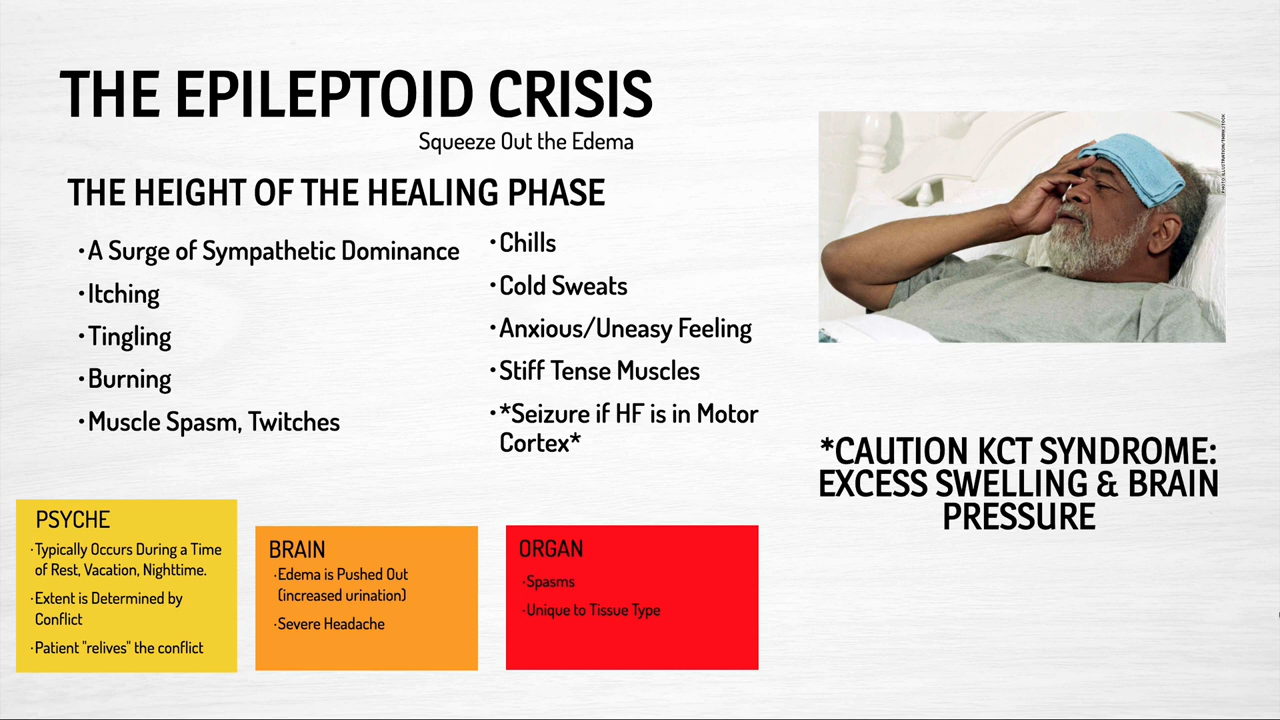 THE EPILEPTOID CRISIS
Squeeze Out the Edema
THE HEIGHT OF THE HEALING PHASE
·A Surge of Sympathetic Dominance
·Itching
·Tingling
·Burning
·Muscle Spasm, Twitches
·Chills
·Cold Sweats
·Anxious/Uneasy Feeling
·Stiff Tense Muscles
·*Seizure if HF is in Motor
Cortex*
PHOTO ILLUSTRATION/THINKSTOCK
*CAUTION KCT SYNDROME:
EXCESS SWELLING & BRAIN
PRESSURE
PSYCHE
·Typically Occurs During a Time
of Rest, Vacation, Nighttime.
·Extent is Determined by
Conflict
·Patient "relives" the conflict
BRAIN
·Edema is Pushed Out
(increased urination)
·Severe Headache
ORGAN
·Spasms
·Unique to Tissue Type